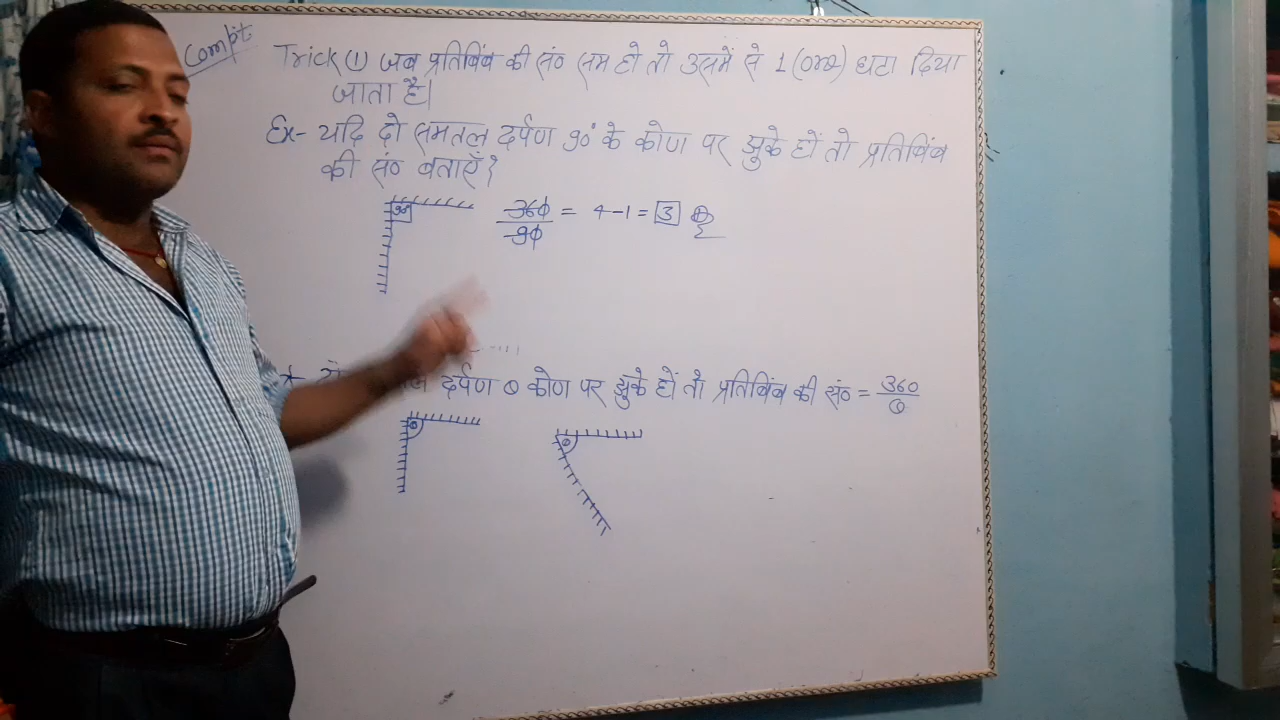 Compt.
Trick (1) जब प्रतिबिंब की सं० सम हो तो उसमें से 1 (one) घटा दिया
जाता है।
Ex- यदि दो समतल दर्पण 90° के कोण पर झुके हों तो प्रतिबिंब
की सं० बताएँ?
90° 360/90 = 4-1 = 3
दर्पण θ कोण पर झुके हों तो प्रतिबिंब की सं० = 360/θ
θ θ